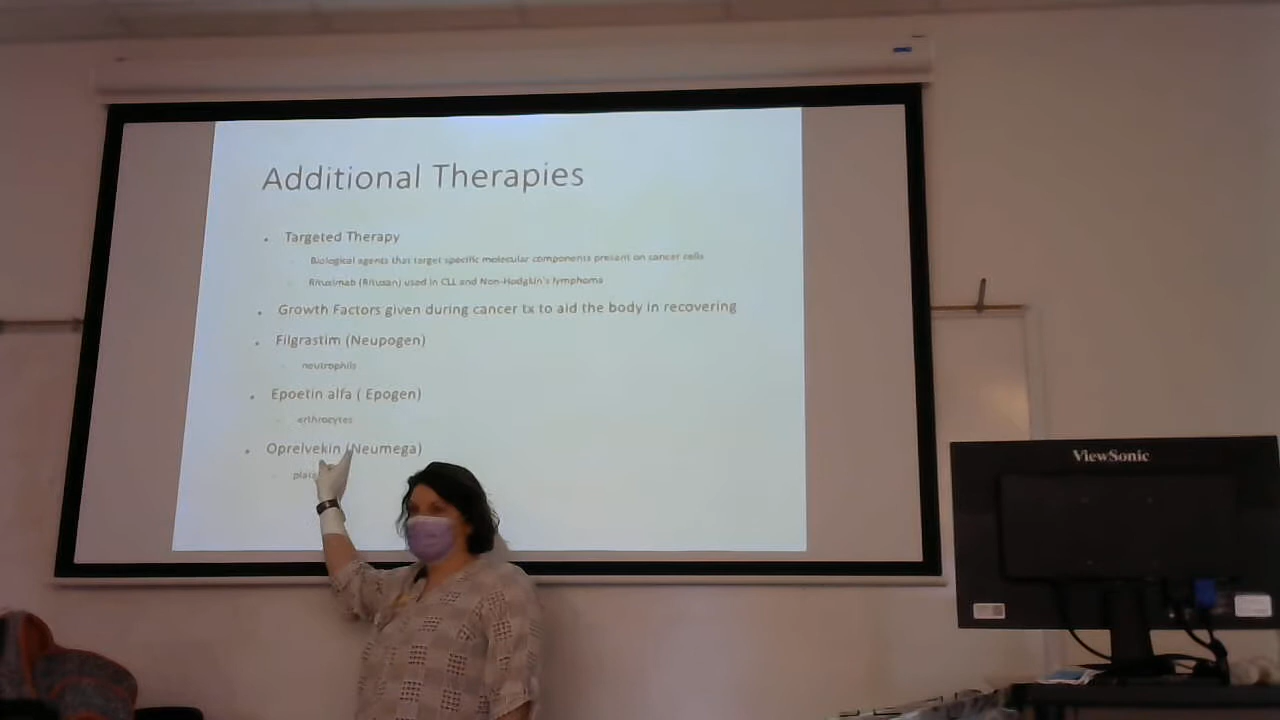 Additional Therapies
Targeted Therapy
Biological agents that target specific molecular components present on cancer cells
Rituximab (Rituxan) used in CLL and Non-Hodgkin's lymphoma
Growth Factors given during cancer tx to aid the body in recovering
Filgrastim (Neupogen)
neutrophils
Epoetin alfa ( Epogen)
erthrocytes
Oprelvekin (Neumega)
ViewSonic